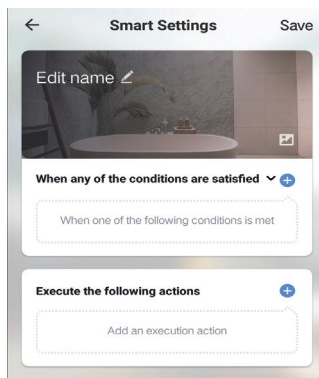 Smart Settings Save
Edit name
When any of the conditions are satisfied
When one of the following conditions is met
Execute the following actions
Add an execution action